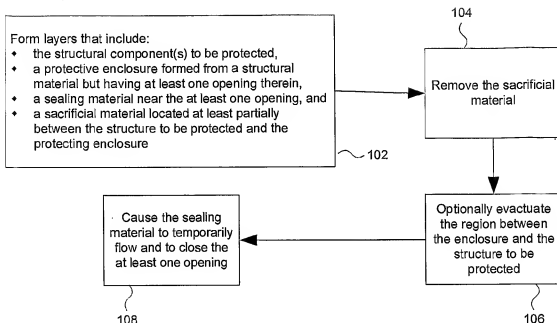 Form layers that include:
♦ the structural component(s) to be protected,
♦ a protective enclosure formed from a structural
material but having at least one opening therein,
♦ a sealing material near the at least one opening, and
♦ a sacrificial material located at least partially
between the structure to be protected and the
protecting enclosure
102
104
Remove the sacrificial
material
Optionally evactuate
the region between
the enclosure and the
structure to be
protected
106
Cause the sealing
material to temporarily
flow and to close the
at least one opening
108